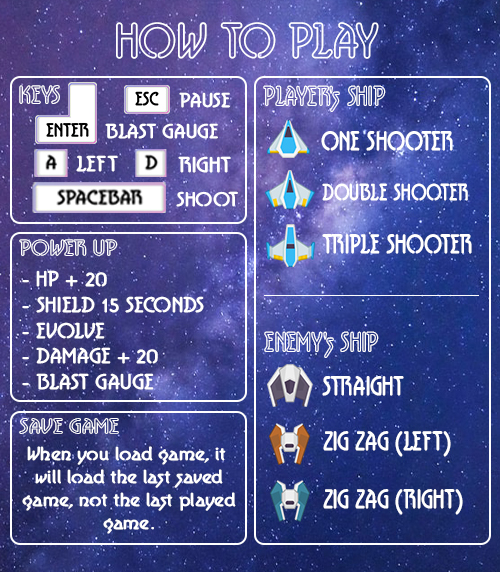 HOW TO PLAY
KEYS
ESC PAUSE
ENTER BLAST GAUGE
A LEFT D RIGHT
SPACEBAR SHOOT
POWER UP
- HP + 20
- SHIELD 15 SECONDS
- EVOLVE
- DAMAGE + 20
- BLAST GAUGE
SAVE GAME
When you load game, it
will load the last saved
game, not the last played
game.
PLAYER's SHIP
ONE SHOOTER
DOUBLE SHOOTER
TRIPLE SHOOTER
ENEMY's SHIP
STRAIGHT
ZIG ZAG (LEFT)
ZIG ZAG (RIGHT)